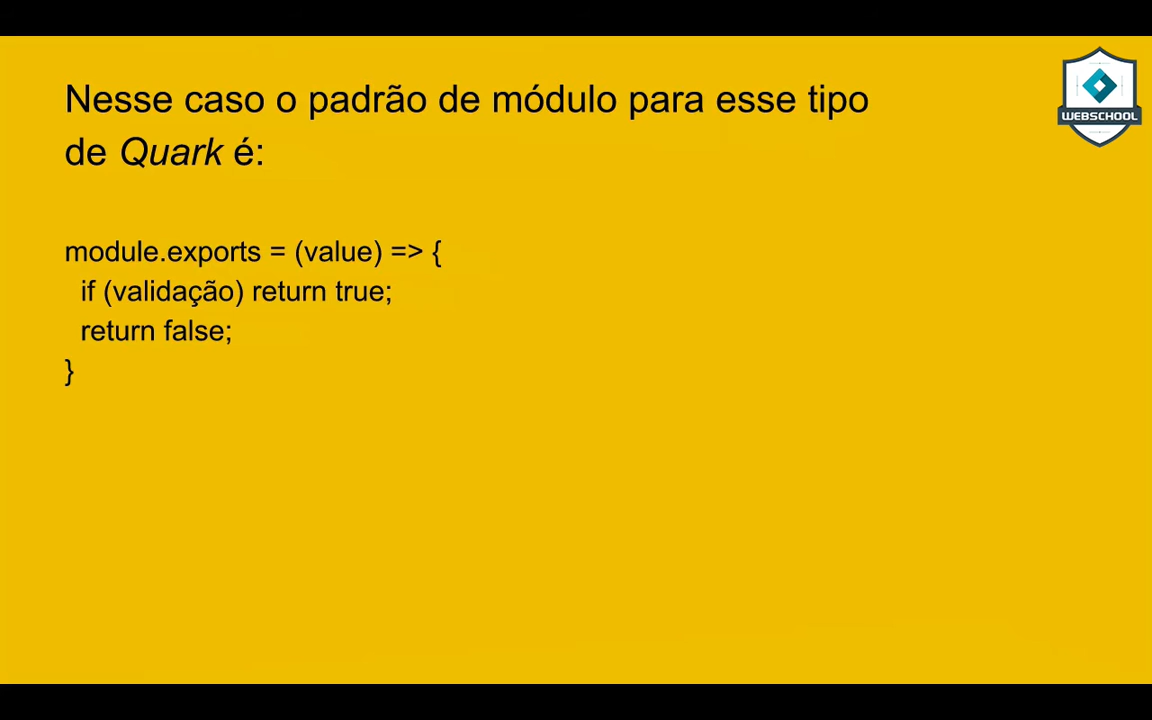 Nesse caso o padrão de módulo para esse tipo
de Quark é:
module.exports = (value) => {
if (validação) return true;
return false;
}
WEBSCHOOL